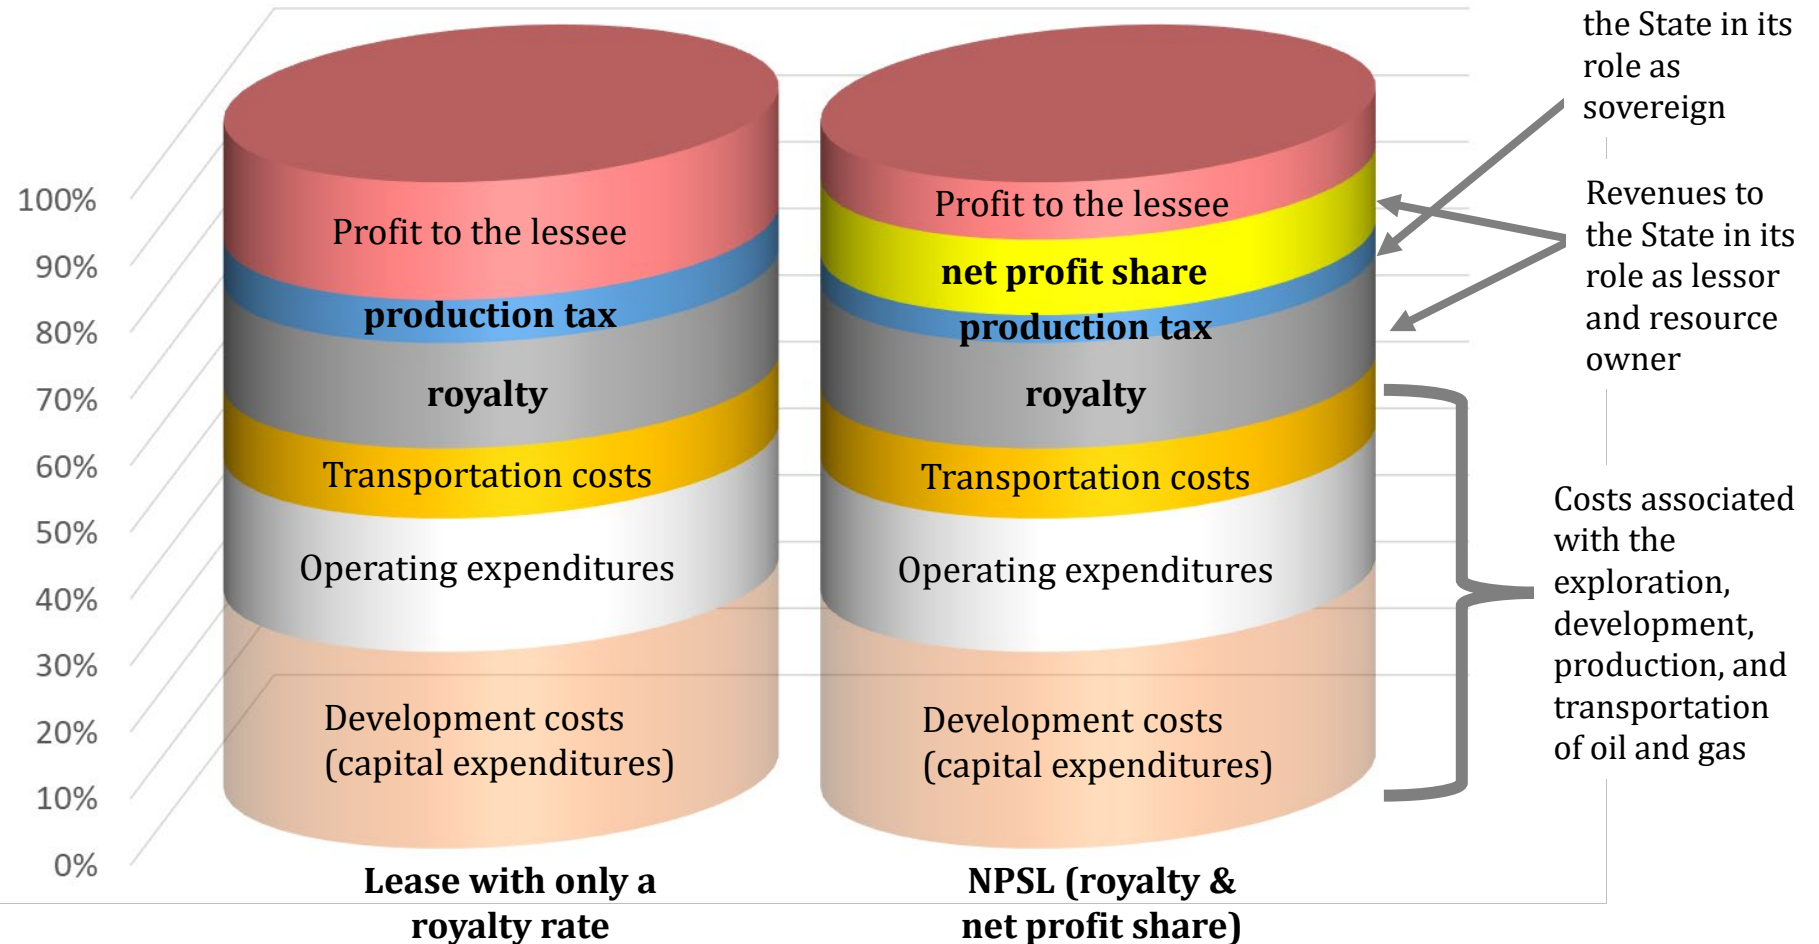 100%
90%
80%
70%
60%
50%
40%
30%
20%
10%
0%
Profit to the lessee
production tax
royalty
Transportation costs
Operating expenditures
Development costs
(capital expenditures)
Lease with only a
royalty rate
Profit to the lessee
net profit share
production tax
royalty
Transportation costs
Operating expenditures
Development costs
(capital expenditures)
NPSL (royalty &
net profit share)
the State in its
role as
sovereign
Revenues to
the State in its
role as lessor
and resource
owner
Costs associated
with the
exploration,
development,
production, and
transportation
of oil and gas